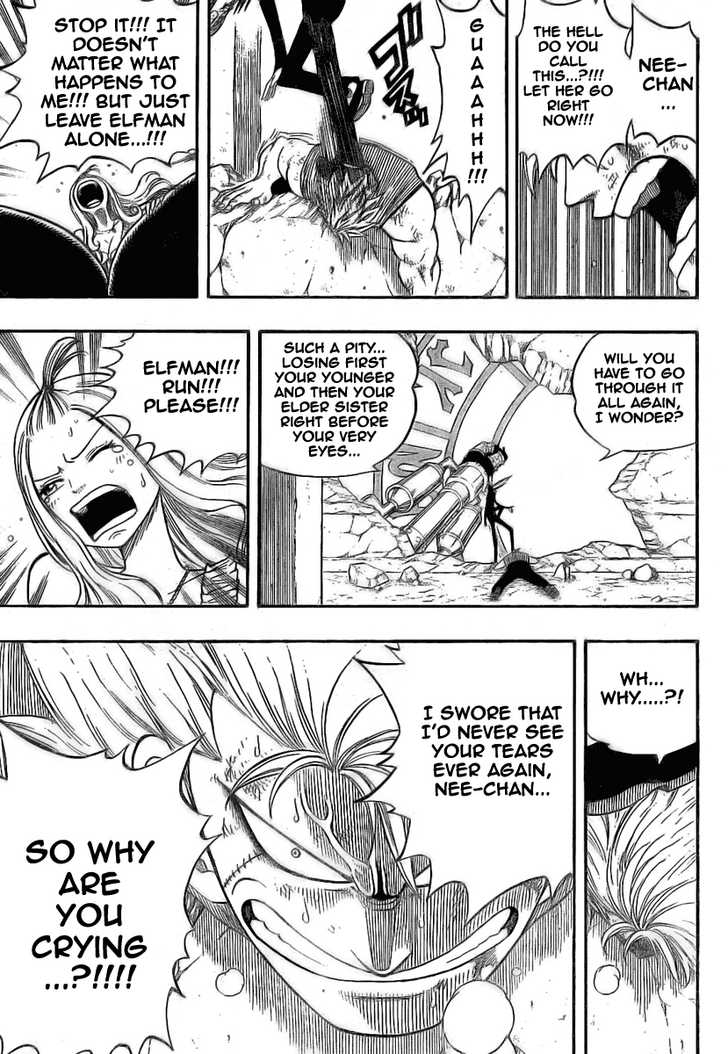 NEE-
CHAN
...
THE HELL
DO YOU
CALL
THIS...?!!!
LET HER GO
RIGHT
NOW!!!
G
U
A
A
A
H
H
H
!!!
STOP IT!!! IT
DOESN'T
MATTER WHAT
HAPPENS TO
ME!!! BUT JUST
LEAVE ELFMAN
ALONE...!!!
WILL YOU
HAVE TO GO
THROUGH IT
ALL AGAIN,
I WONDER?
SUCH A PITY...
LOSING FIRST
YOUR YOUNGER
AND THEN YOUR
ELDER SISTER
RIGHT BEFORE
YOUR VERY
EYES...
ELFMAN!!!
RUN!!!
PLEASE!!!
WH...
WHY.....?!
I SWORE THAT
I'D NEVER SEE
YOUR TEARS
EVER AGAIN,
NEE-CHAN...
SO WHY
ARE
YOU
CRYING
...?!!!!